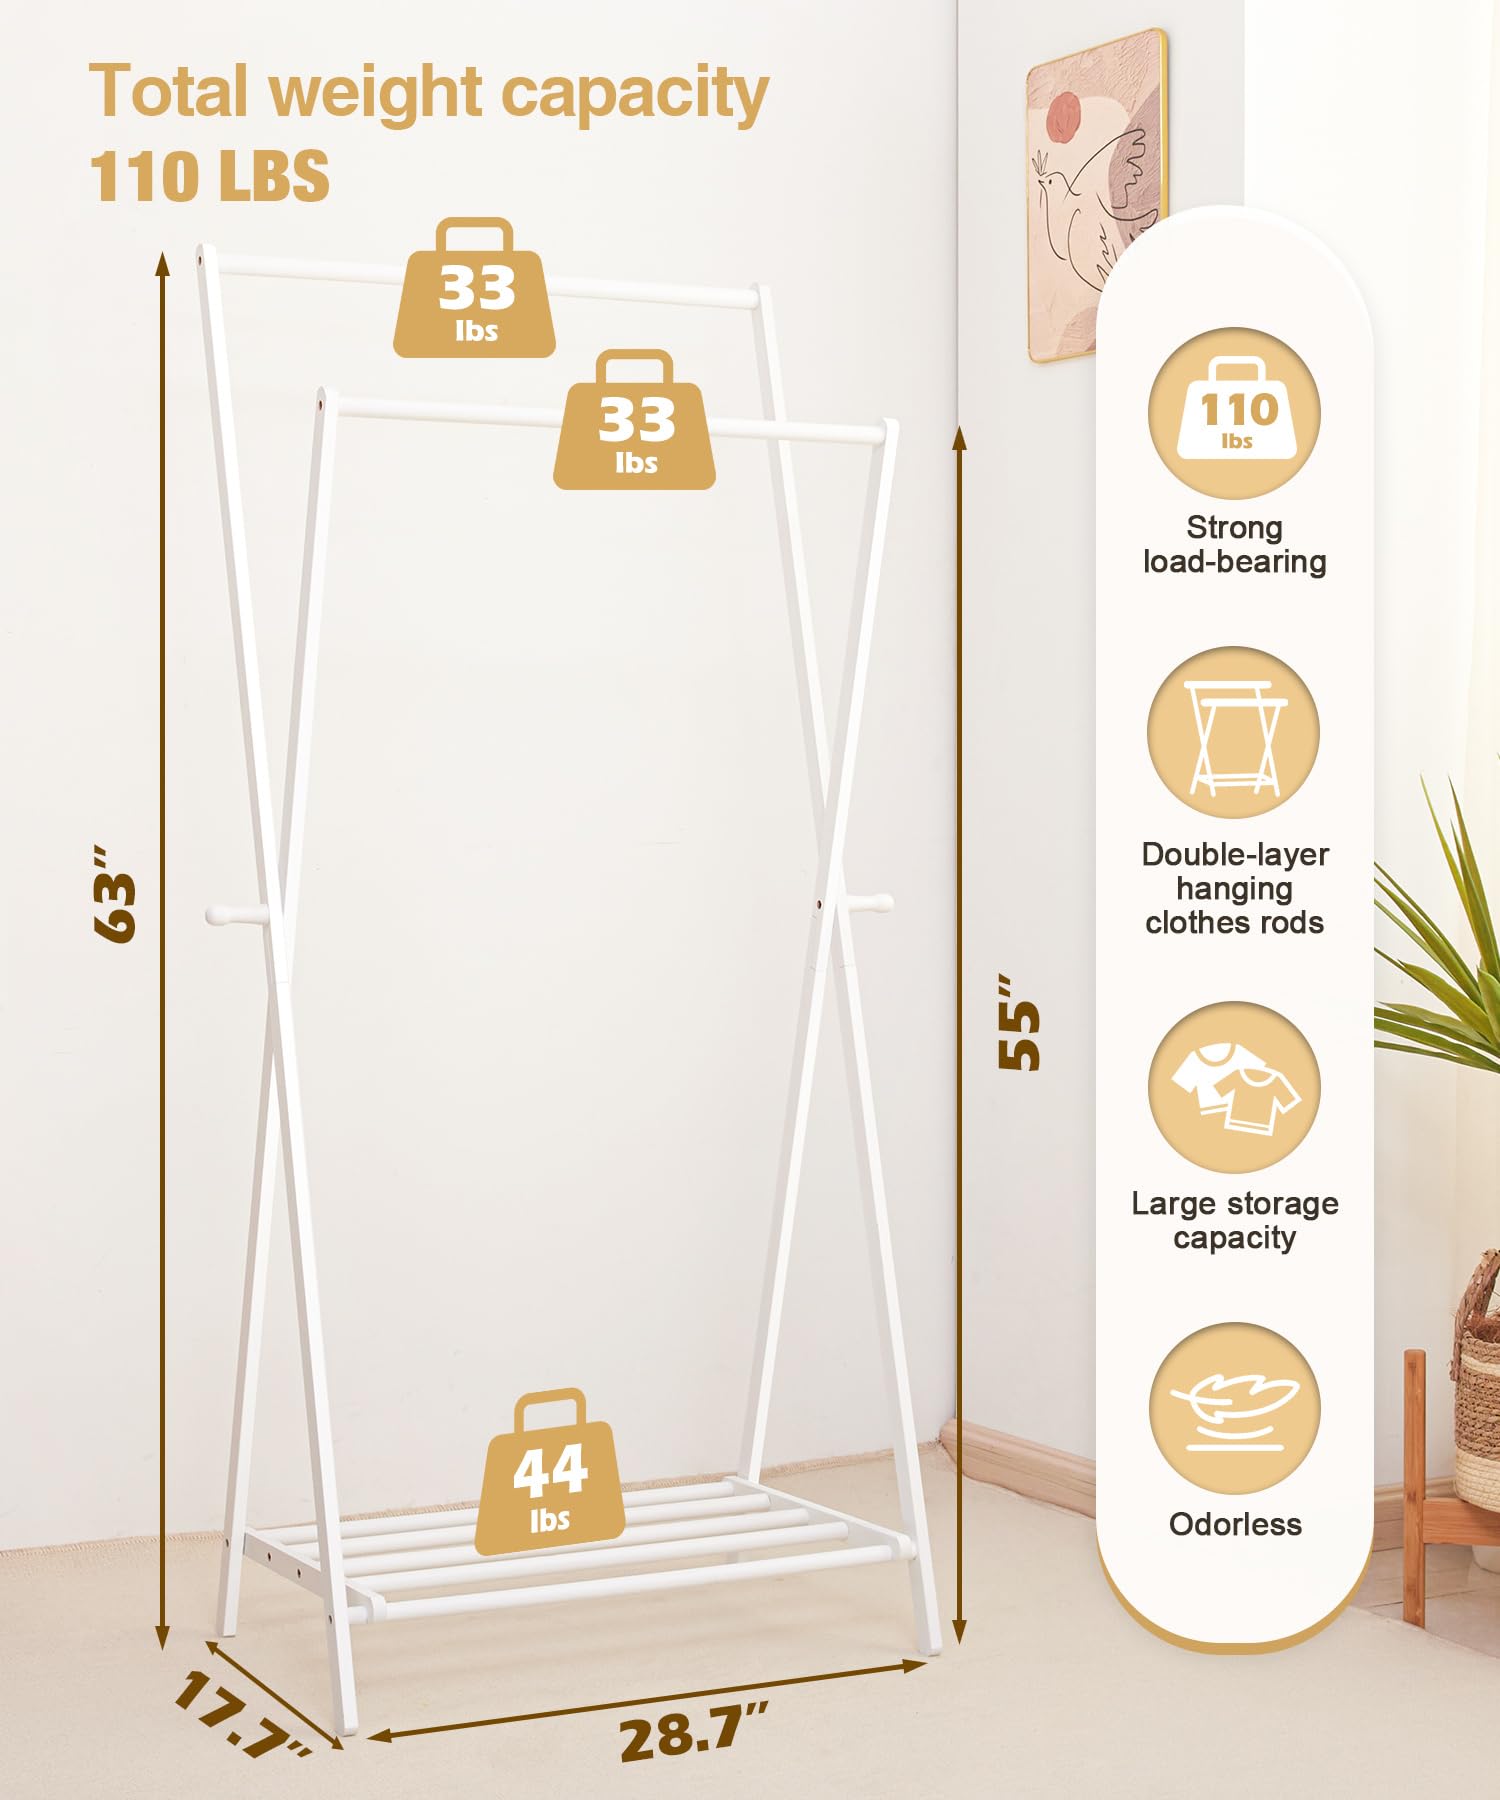 Total weight capacity
110 LBS
33
lbs
33
lbs
63”
55”
44
lbs
17.7”
28.7”
110
lbs
Strong
load-bearing
Double-layer
hanging
clothes rods
Large storage
capacity
Odorless